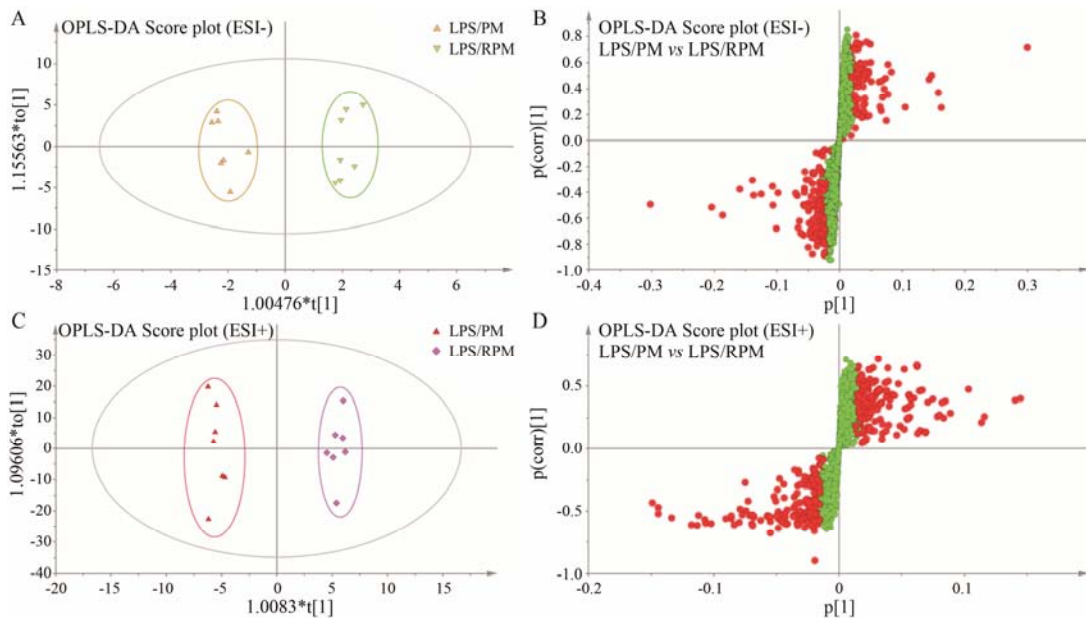 A
OPLS-DA Score plot (ESI-)
LPS/PM
LPS/RPM
1.15563*to[1]
10
5
0
-5
-10
-15
-8
-6
-4
-2
0
2
4
6
1.00476*t[1]
B
OPLS-DA Score plot (ESI-)
LPS/PM vs LPS/RPM
p(corr)[1]
0.8
0.6
0.4
0.2
0.0
-0.2
-0.4
-0.6
-0.8
-1.0
-0.4
-0.3
-0.2
-0.1
0
0.1
0.2
0.3
p[1]
C
OPLS-DA Score plot (ESI+)
LPS/PM
LPS/RPM
1.09606*to[1]
30
20
10
0
-10
-20
-30
-40
-20
-15
-10
-5
0
5
10
15
1.0083*t[1]
D
OPLS-DA Score plot (ESI+)
LPS/PM vs LPS/RPM
p(corr)[1]
0.5
0.0
-0.5
-1.0
-0.2
-0.1
0
0.1
p[1]